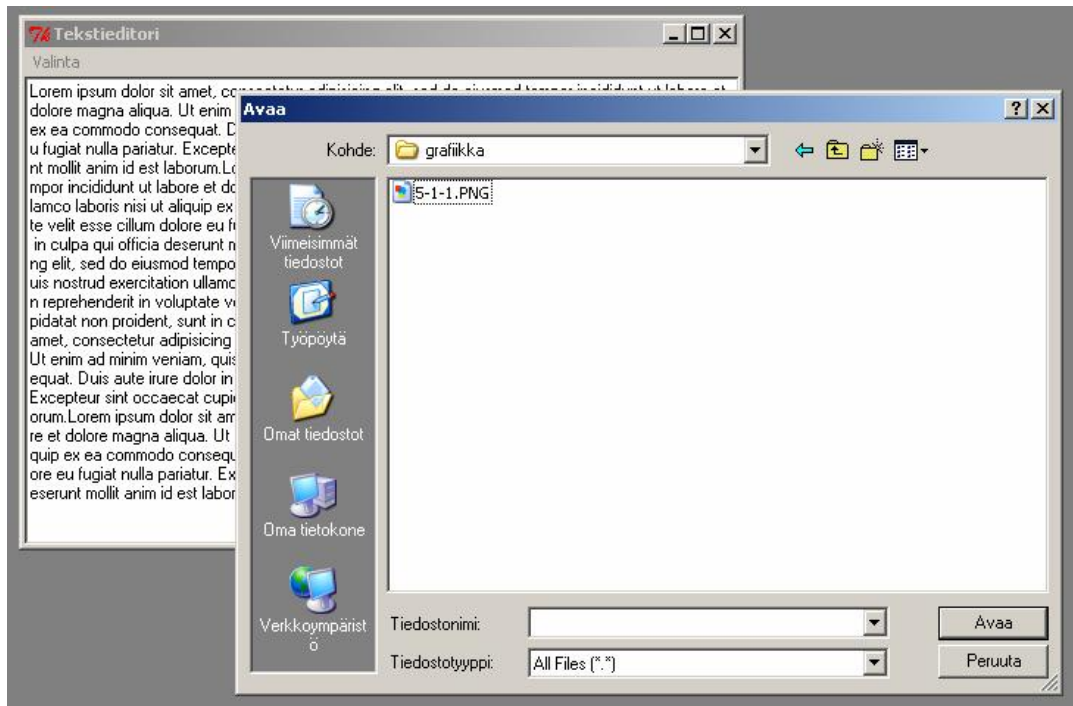 Tekstieditori
Valinta
Lorem ipsum dolor sit amet,
dolore magna aliqua. Ut enim
ex ea commodo consequat. D
u fugiat nulla pariatur. Excepte
nt mollit anim id est laborum.Lo
mpor incididunt ut labore et do
lamco laboris nisi ut aliquip ex
te velit esse cillum dolore eu fu
in culpa qui officia deserunt m
ng elit, sed do eiusmod tempo
uis nostrud exercitation ullamc
n reprehenderit in voluptate ve
pidatat non proident, sunt in c
amet, consectetur adipisicing
Ut enim ad minim veniam, quis
equat. Duis aute irure dolor in
Excepteur sint occaecat cupi
orum.Lorem ipsum dolor sit am
re et dolore magna aliqua. Ut
quip ex ea commodo consequ
ore eu fugiat nulla pariatur. Ex
eserunt mollit anim id est labor
Avaa
Kohde: grafiikka
5-1-1.PNG
Viimeisimmät
tiedostot
Työpöytä
Omat tiedostot
Oma tietokone
Verkkoympärist
ö
Tiedostonimi:
Avaa
Tiedostotyyppi: All Files (*.*)
Peruuta